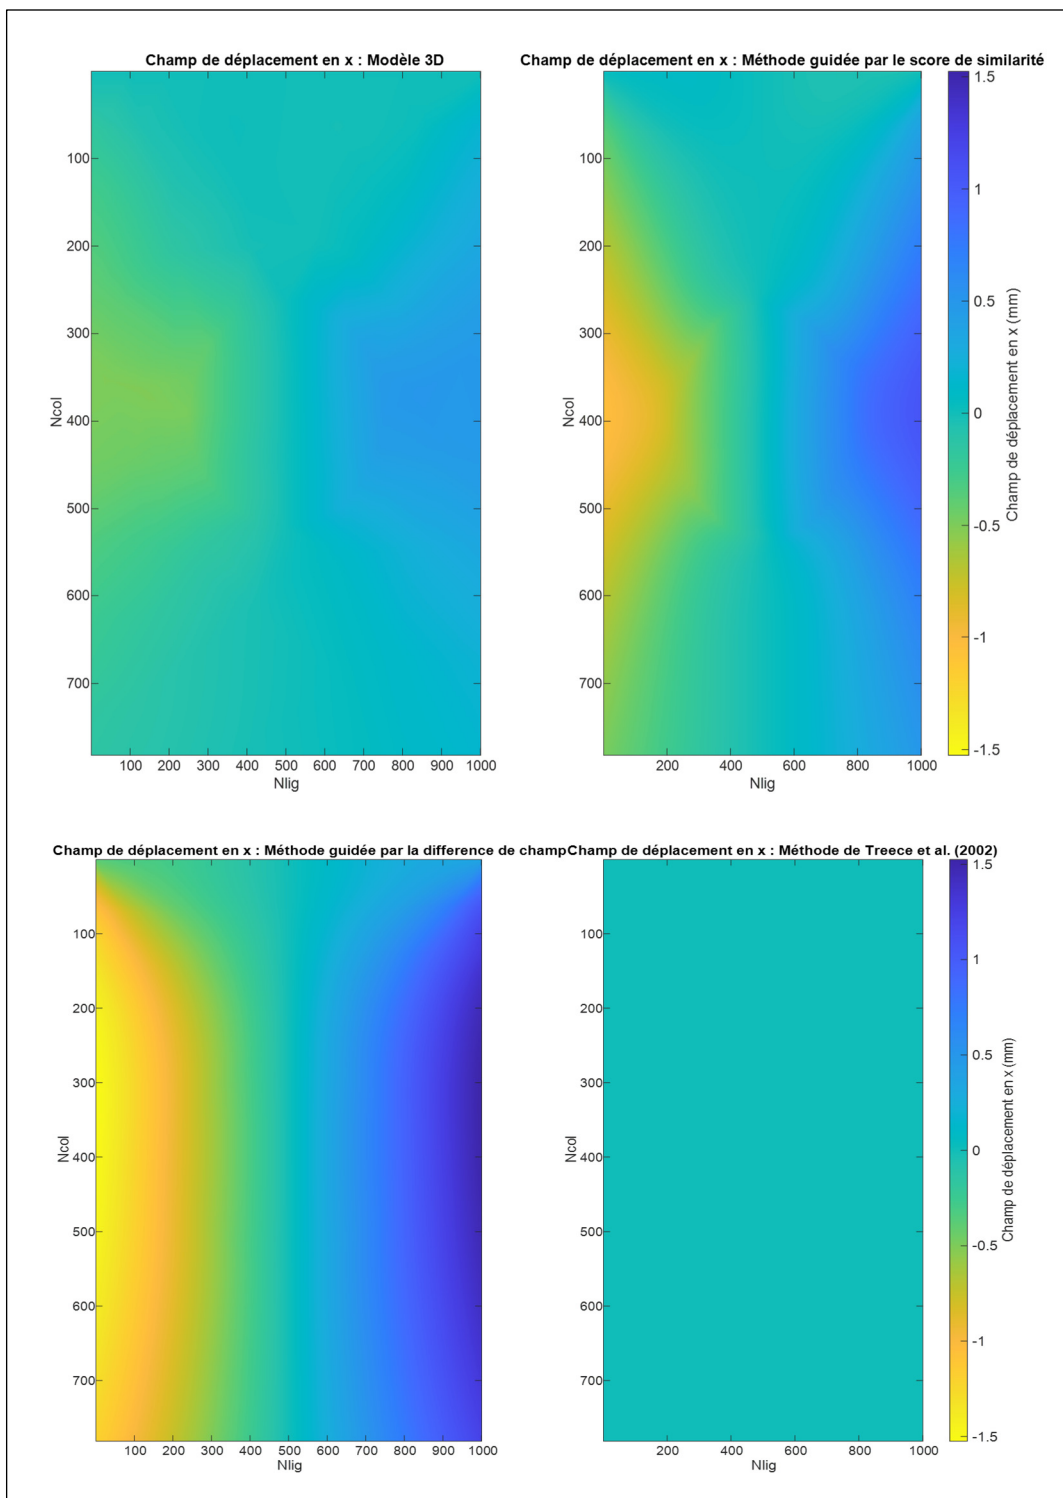 Champ de déplacement en x : Modèle 3D
100
200
300
400
500
600
700
Ncol
100 200 300 400 500 600 700 800 900 1000
Nlig
Champ de déplacement en x : Méthode guidée par le score de similarité
100
200
300
400
500
600
700
Ncol
200 400 600 800 1000
Nlig
1.5
1
0.5
0
-0.5
-1
-1.5
Champ de déplacement en x (mm)
Champ de déplacement en x : Méthode guidée par la difference de champ
100
200
300
400
500
600
700
Ncol
100 200 300 400 500 600 700 800 900 1000
Nlig
Champ de déplacement en x : Méthode de Treece et al. (2002)
100
200
300
400
500
600
700
Ncol
200 400 600 800 1000
Nlig
1.5
1
0.5
0
-0.5
-1
-1.5
Champ de déplacement en x (mm)